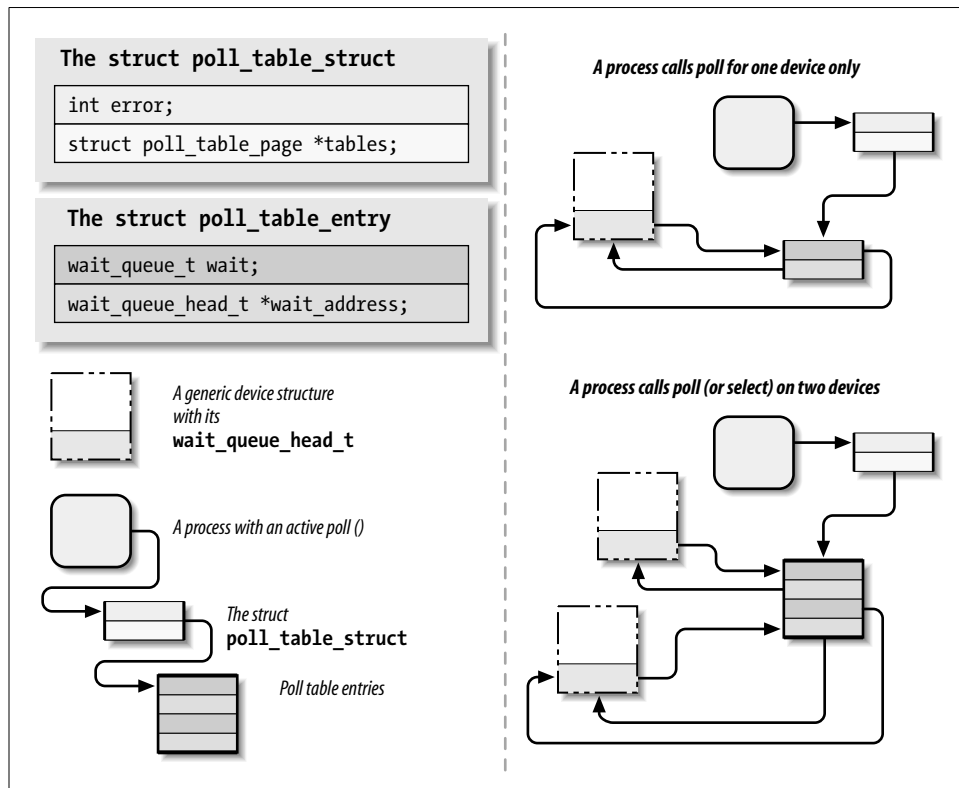 The struct poll_table_struct
int error;
struct poll_table_page *tables;
The struct poll_table_entry
wait_queue_t wait;
wait_queue_head_t *wait_address;
A generic device structure
with its
wait_queue_head_t
A process with an active poll ()
The struct
poll_table_struct
Poll table entries
A process calls poll for one device only
A process calls poll (or select) on two devices